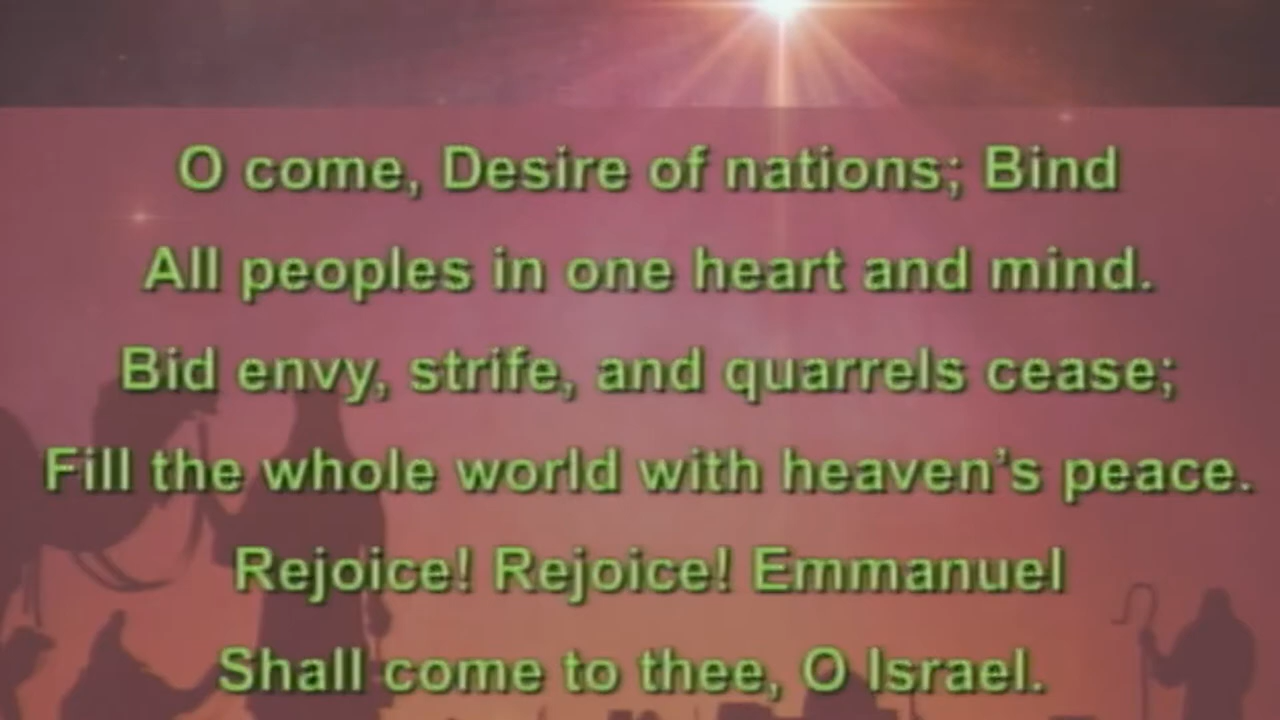 O come, Desire of nations; Bind
All peoples in one heart and mind.
Bid envy, strife, and quarrels cease;
Fill the whole world with heaven’s peace.
Rejoice! Rejoice! Emmanuel
Shall come to thee, O Israel.